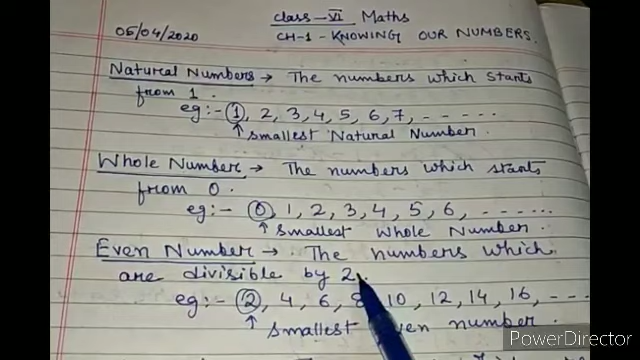 class - VI Maths
05/04/2020 CH-1 - KNOWING OUR NUMBERS.
Natural Numbers → The numbers which starts
from 1.
eg:- 1, 2, 3, 4, 5, 6, 7, - - - - - ..
↑ smallest Natural Number.
Whole Number → The numbers which starts
from 0.
eg:- 0, 1, 2, 3, 4, 5, 6, - - - - ...
↑ smallest whole Number.
Even Number → The numbers which
are divisible by 2.
eg:- 2, 4, 6, 8, 10, 12, 14, 16, - - -
↑ smallest even number.
PowerDirector